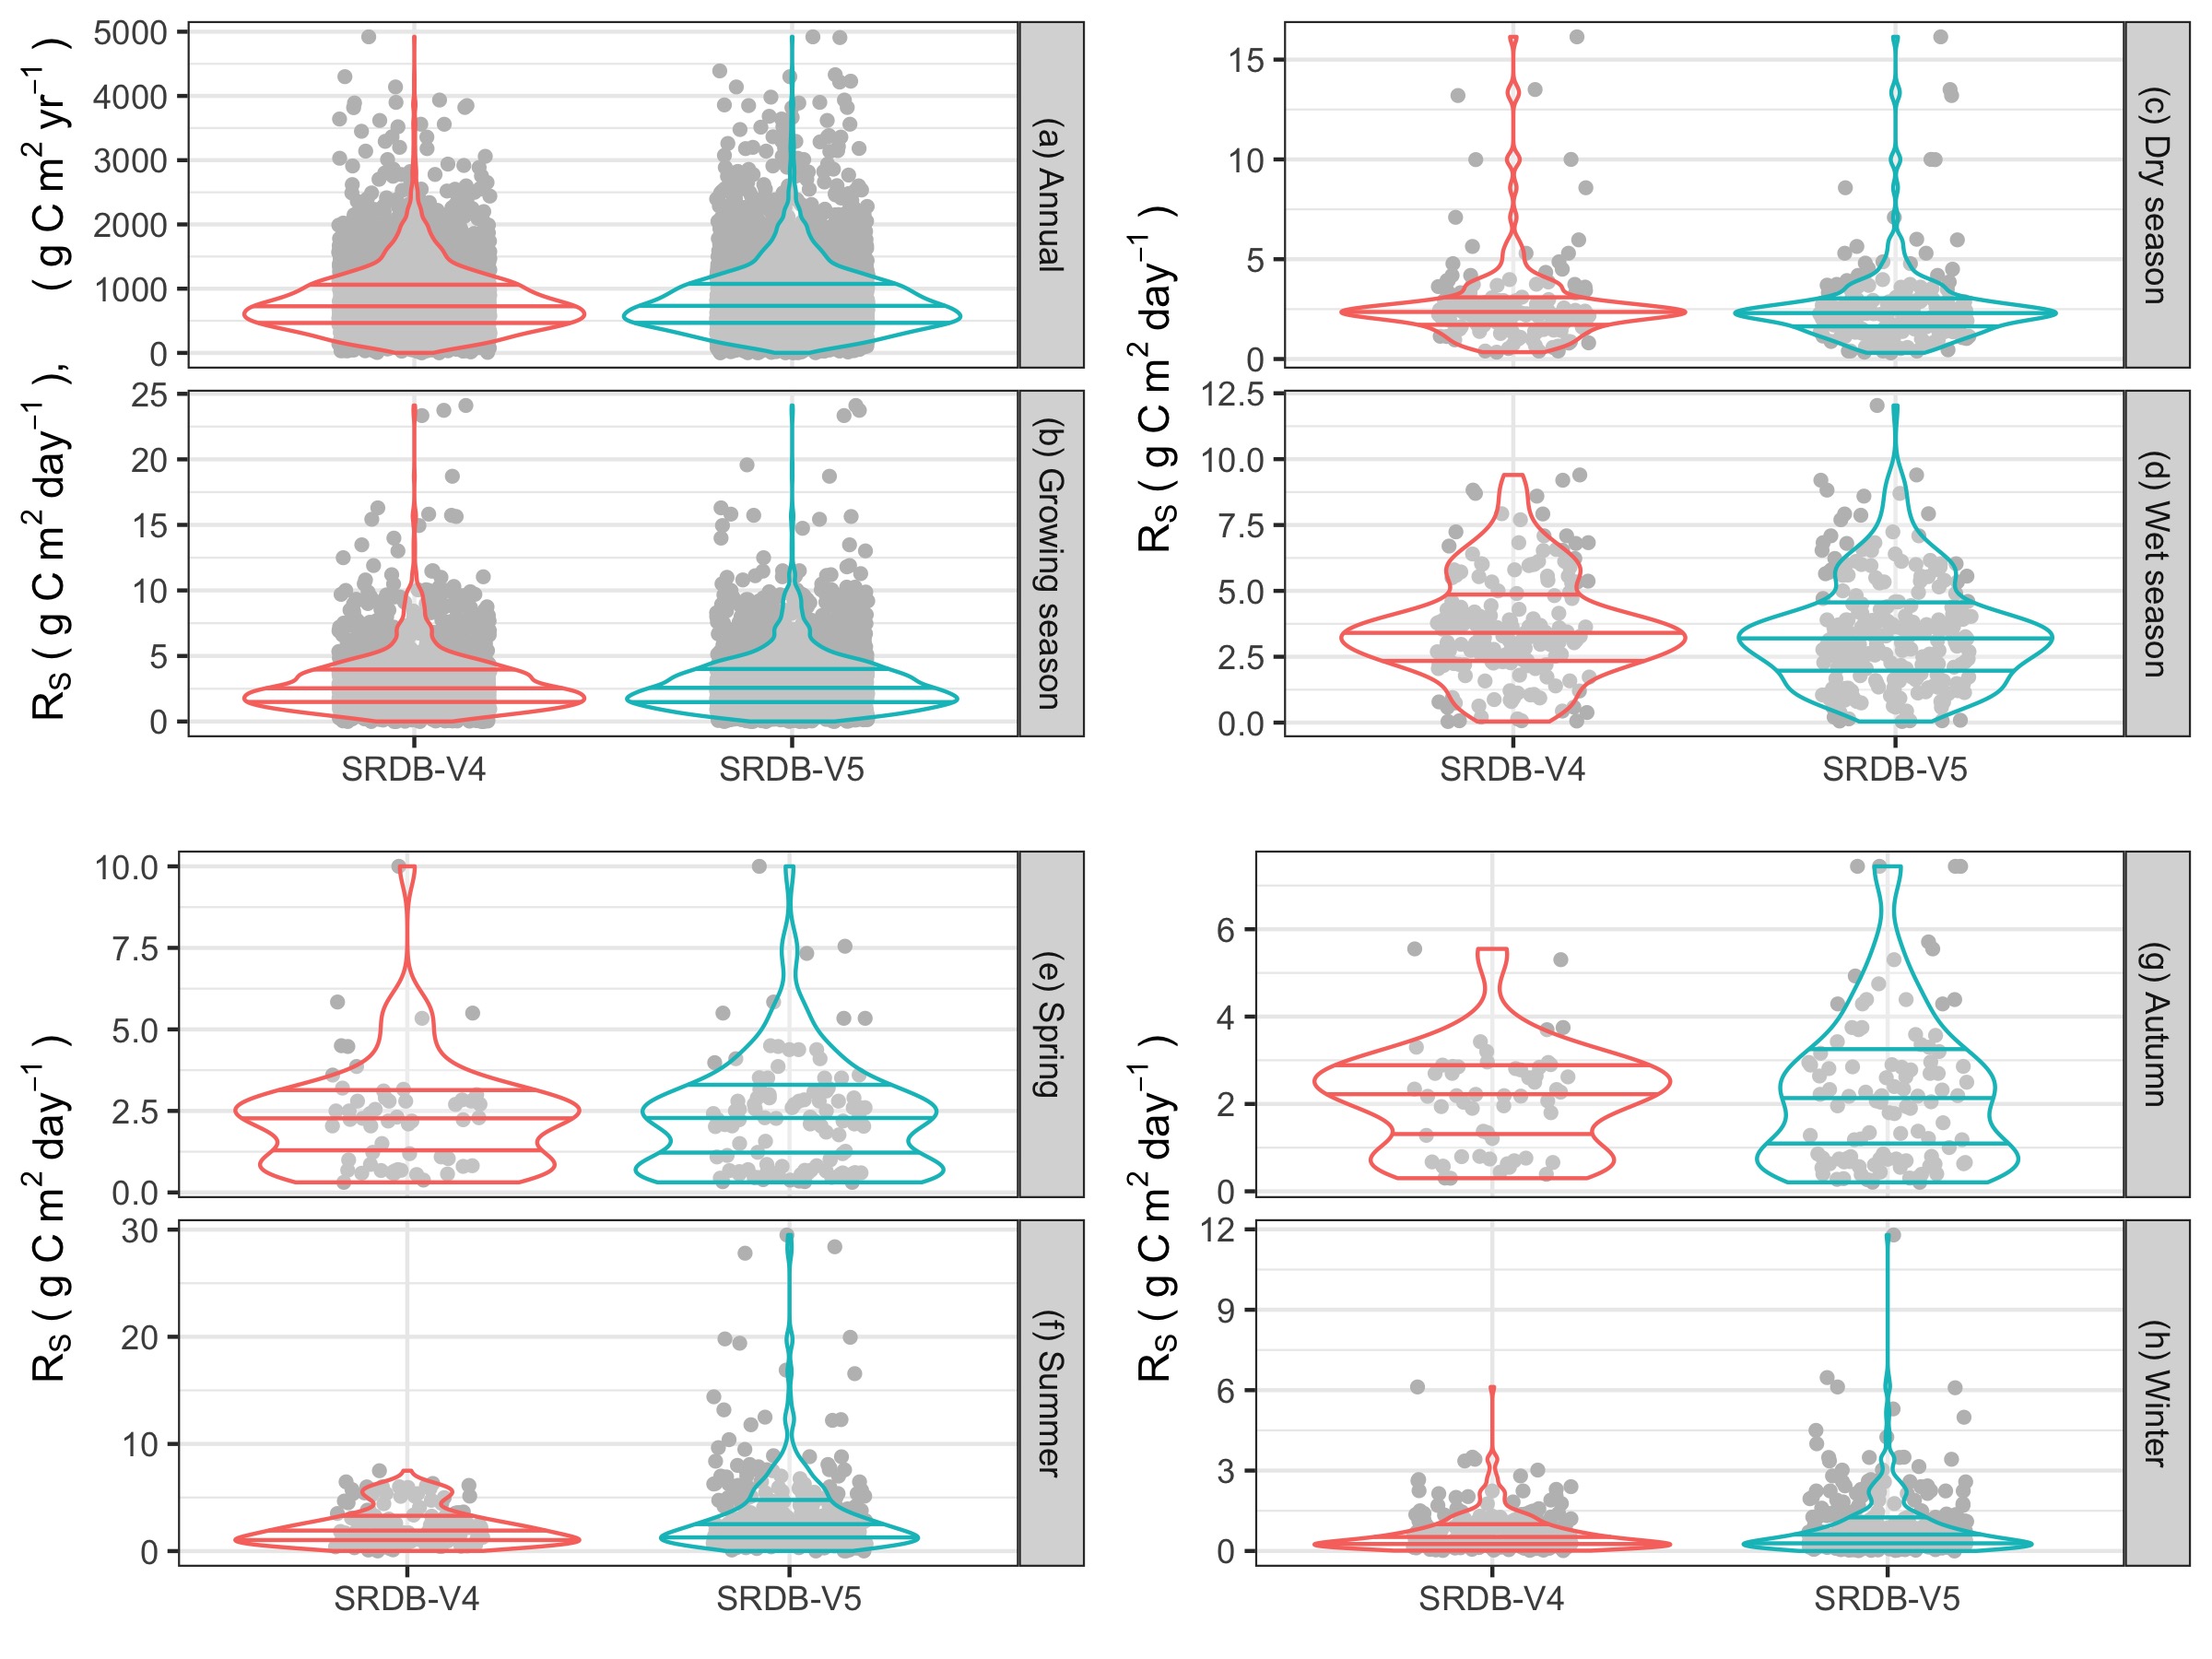 R_S ( g C m² day⁻¹ ), ( g C m² yr⁻¹ )
5000
4000
3000
2000
1000
0
(a) Annual
25
20
15
10
5
0
(b) Growing season
SRDB-V4
SRDB-V5
R_S ( g C m² day⁻¹ )
15
10
5
0
(c) Dry season
12.5
10.0
7.5
5.0
2.5
0.0
(d) Wet season
SRDB-V4
SRDB-V5
R_S ( g C m² day⁻¹ )
10.0
7.5
5.0
2.5
0.0
(e) Spring
30
20
10
0
(f) Summer
SRDB-V4
SRDB-V5
R_S ( g C m² day⁻¹ )
6
4
2
0
(g) Autumn
12
9
6
3
0
(h) Winter
SRDB-V4
SRDB-V5